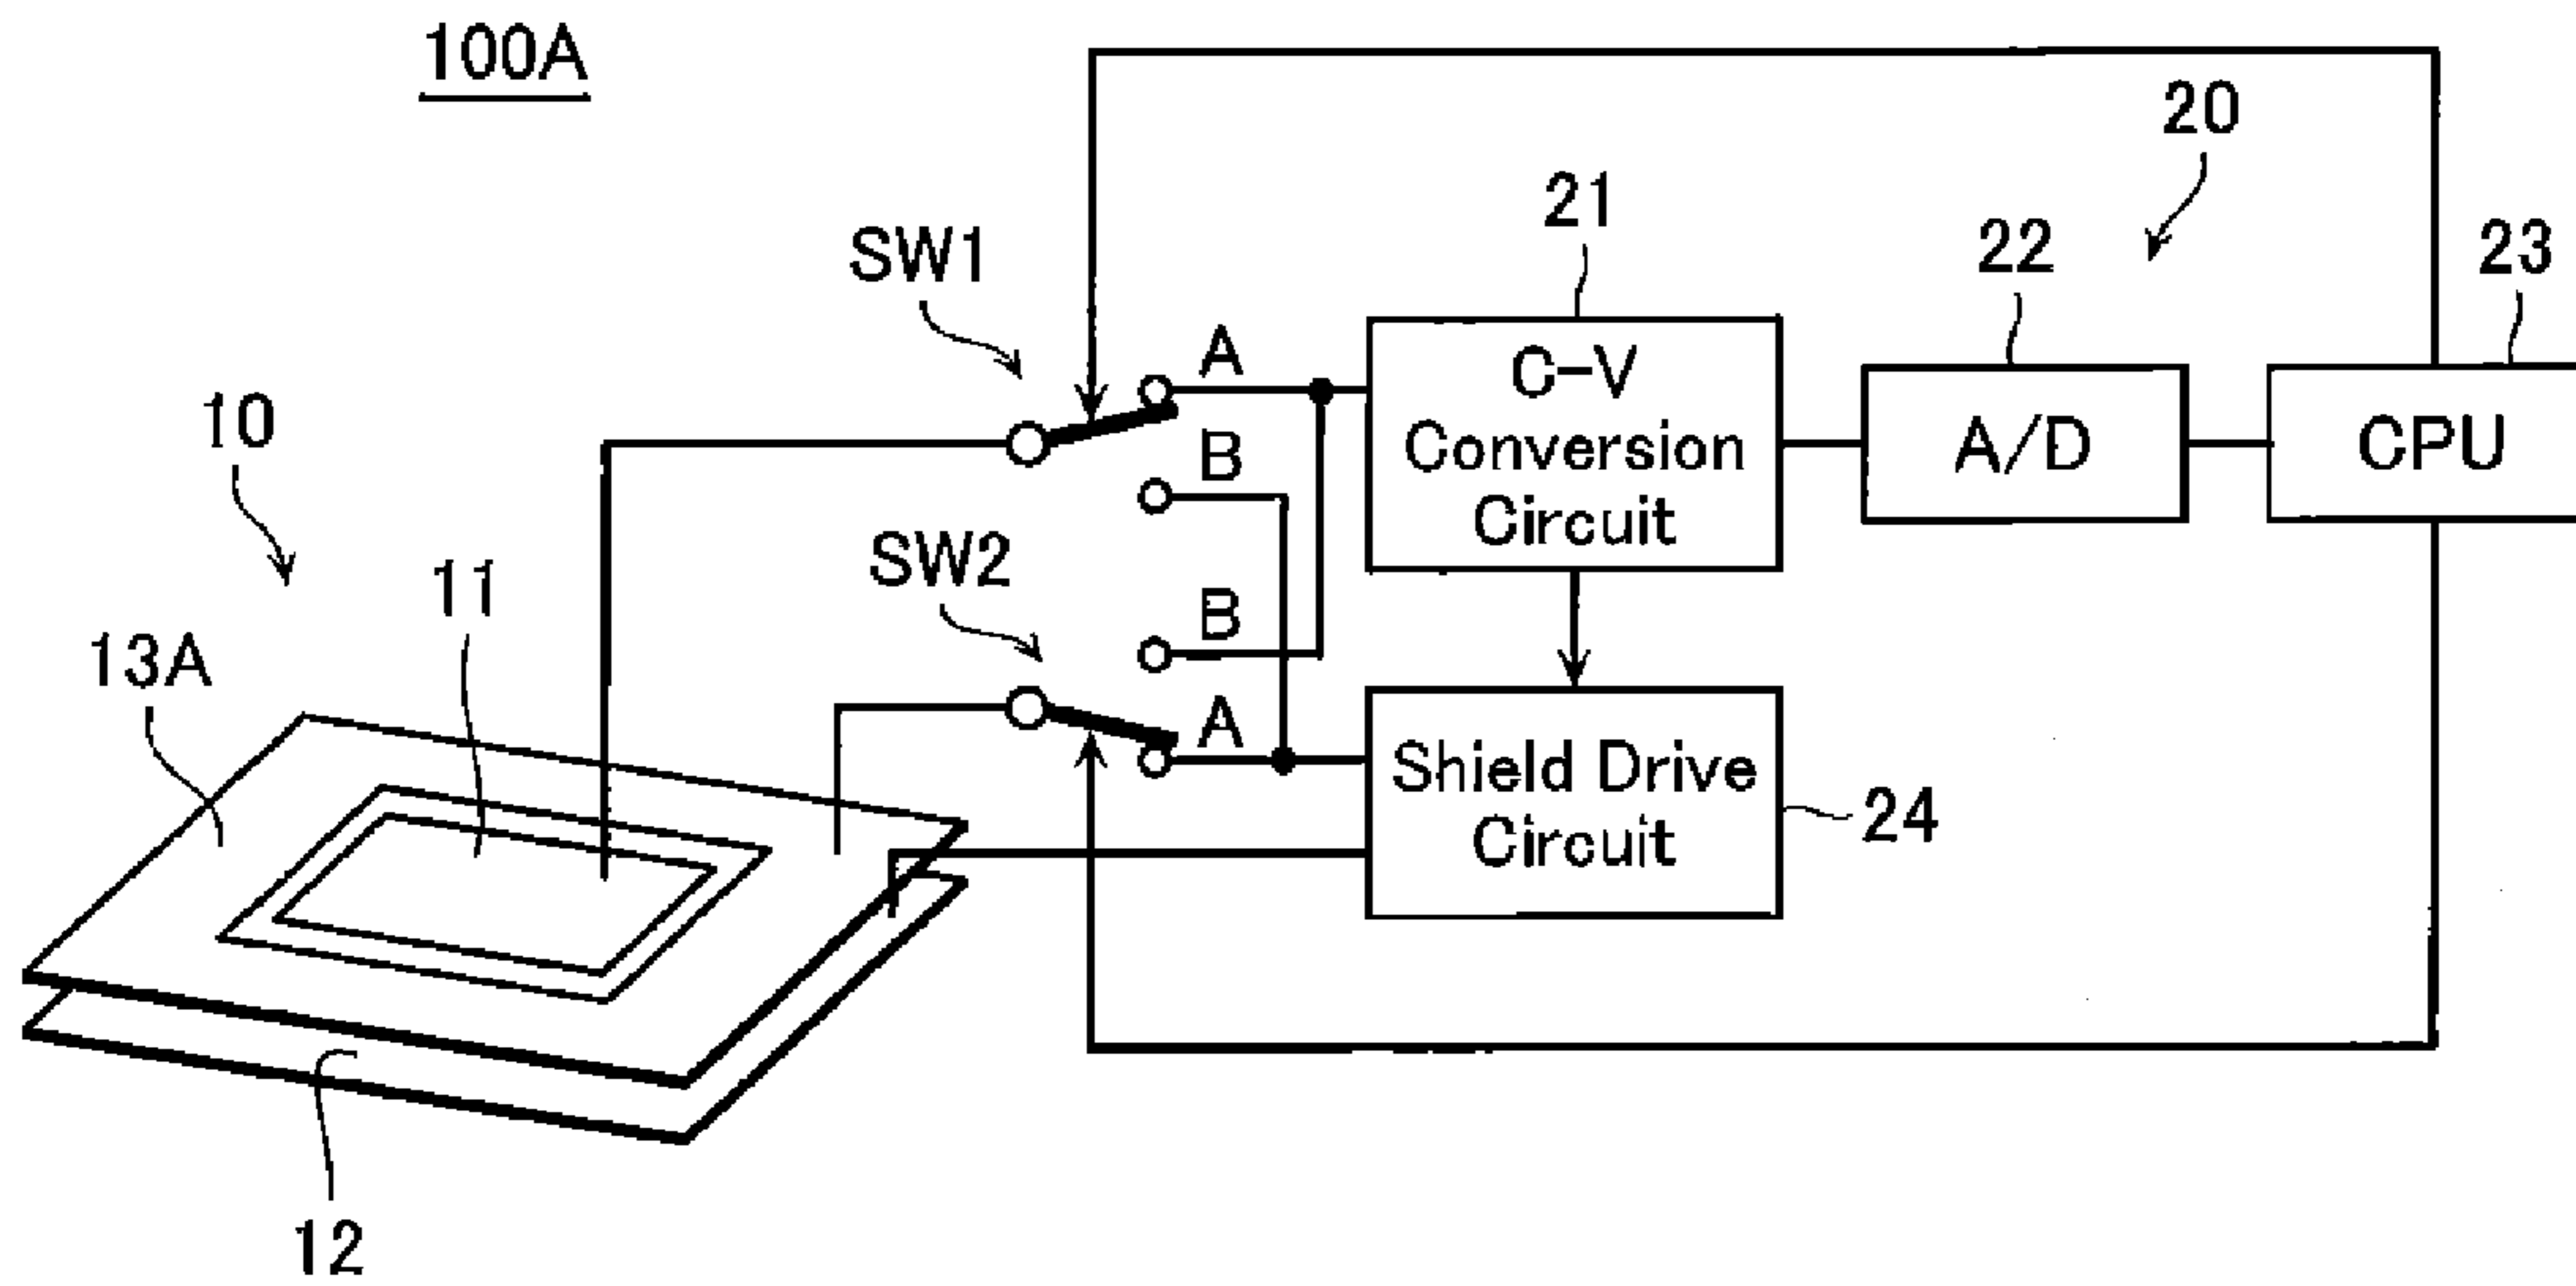 100A
20
21
SW1
22
23
A
C-V
Conversion
Circuit
10
B
A/D
CPU
SW2
11
B
13A
A
Shield Drive
Circuit
24
12